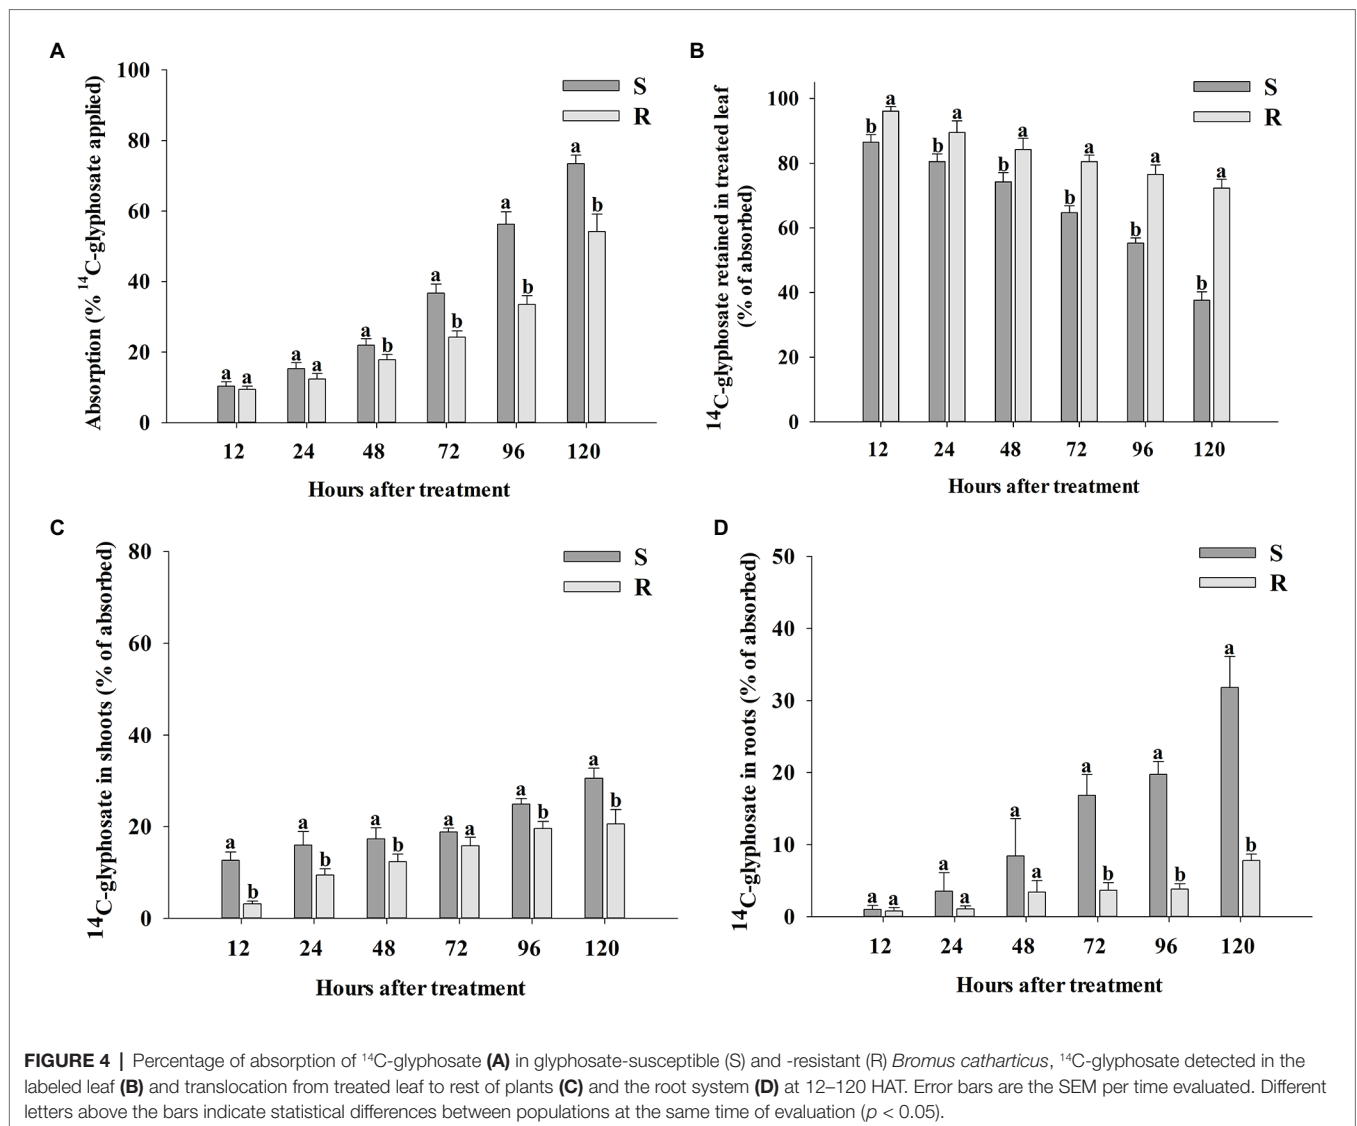 A
Absorption (% ¹⁴C-glyphosate applied)
100
80
60
40
20
0
S
R
a a
a a
a b
a b
a b
a b
12 24 48 72 96 120
Hours after treatment
B
¹⁴C-glyphosate retained in treated leaf
(% of absorbed)
100
80
60
40
20
0
S
R
b a
b a
b a
b a
b a
b a
12 24 48 72 96 120
Hours after treatment
C
¹⁴C-glyphosate in shoots (% of absorbed)
80
60
40
20
0
S
R
a b
a b
a b
a a
a b
a b
12 24 48 72 96 120
Hours after treatment
D
¹⁴C-glyphosate in roots (% of absorbed)
50
40
30
20
10
0
S
R
a a
a a
a a
a b
a b
a b
12 24 48 72 96 120
Hours after treatment
FIGURE 4 | Percentage of absorption of ¹⁴C-glyphosate (A) in glyphosate-susceptible (S) and -resistant (R) Bromus catharticus, ¹⁴C-glyphosate detected in the
labeled leaf (B) and translocation from treated leaf to rest of plants (C) and the root system (D) at 12–120 HAT. Error bars are the SEM per time evaluated. Different
letters above the bars indicate statistical differences between populations at the same time of evaluation (p < 0.05).